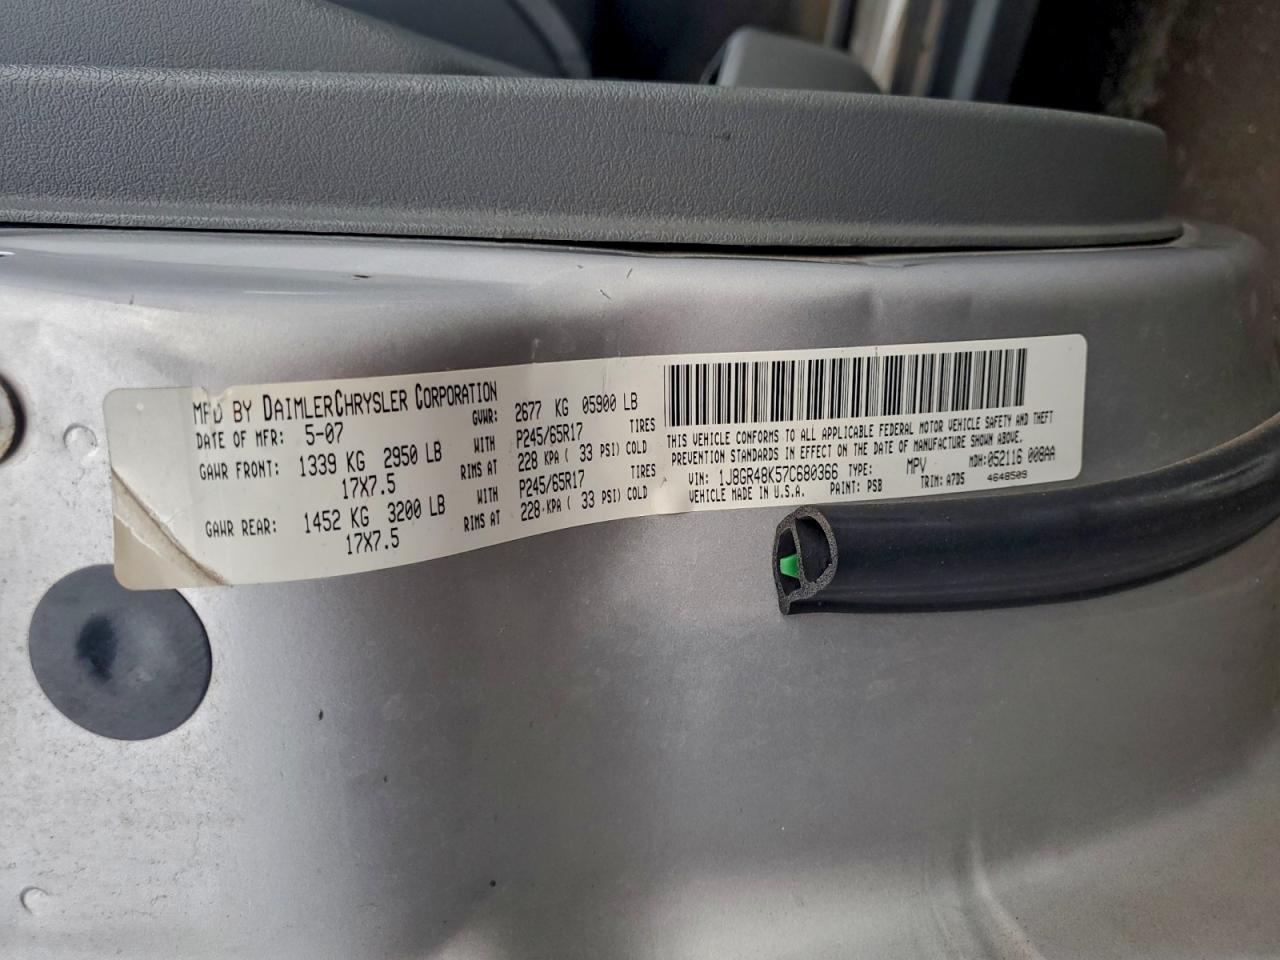 MFD BY DAIMLERCHRYSLER CORPORATION
DATE OF MFR: 5-07 GVWR: 2677 KG 05900 LB
GAWR FRONT: 1339 KG 2950 LB WITH P245/65R17 TIRES
17X7.5 RIMS AT 228 KPA ( 33 PSI) COLD
GAWR REAR: 1452 KG 3200 LB WITH P245/65R17 TIRES
17X7.5 RIMS AT 228 KPA ( 33 PSI) COLD
THIS VEHICLE CONFORMS TO ALL APPLICABLE FEDERAL MOTOR VEHICLE SAFETY AND THEFT
PREVENTION STANDARDS IN EFFECT ON THE DATE OF MANUFACTURE SHOWN ABOVE.
VIN: 1J8GR48K57C680366 TYPE: MPV MDH:052116 008AA
VEHICLE MADE IN U.S.A. PAINT: PSB TRIM: A7D5 4648509